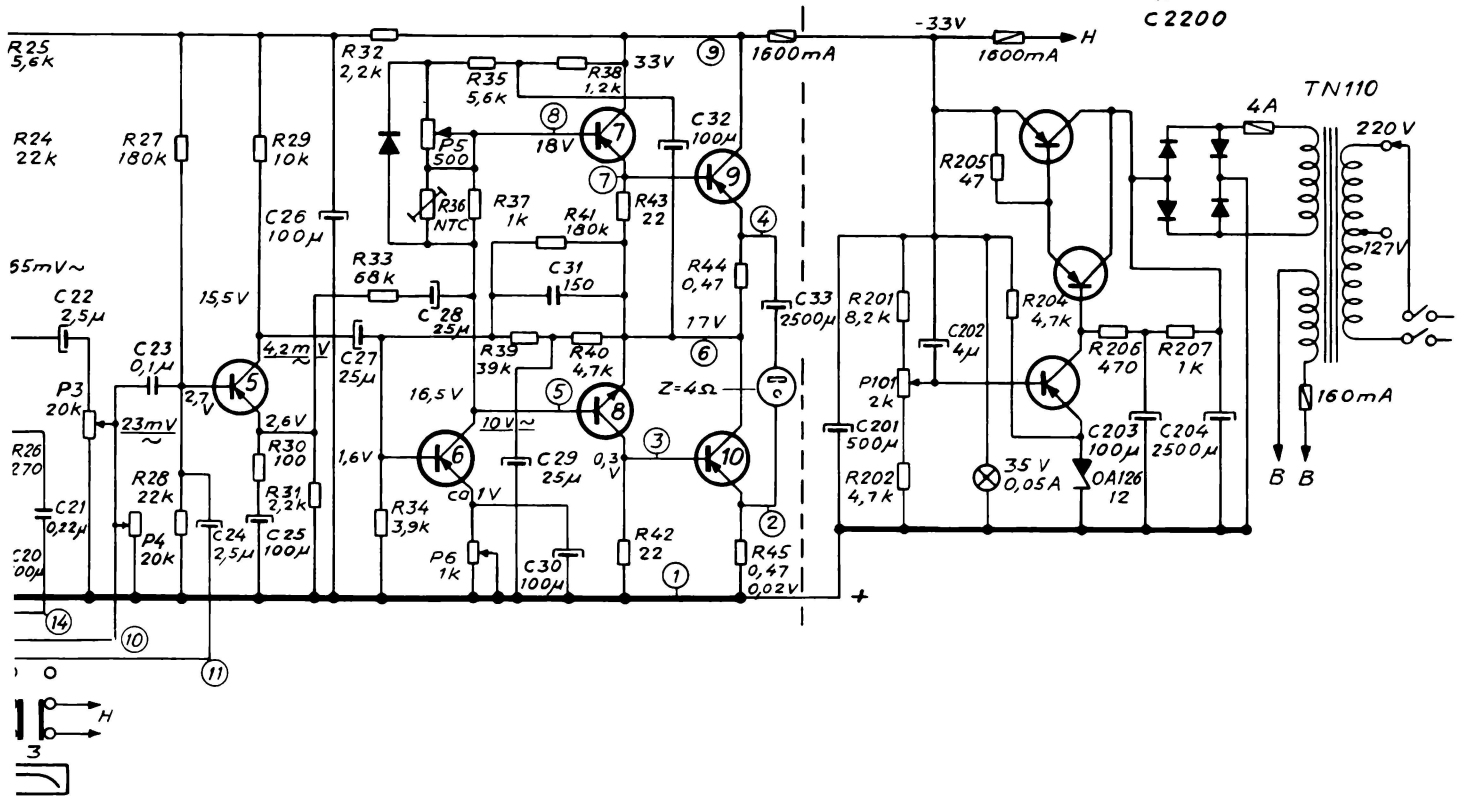 C2200
R25
5,6k
R32
2,2k
R35
5,6k
R38
1,2k
33V
9
1600mA
-33V
1600mA
H
TN110
4A
220V
127V
R24
22k
R27
180k
R29
10k
P5
500
8
18V
7
C32
100µ
7
9
R205
47
R36
NTC
R37
1k
R43
22
R41
180k
4
C26
100µ
55mV~
R33
68k
C31
150
R44
0,47
C33
2500µ
R201
8,2k
R204
4,7k
C22
2,5µ
15,5V
C28
25µ
17V
C202
4µ
R206
470
R207
1K
C23
0,1µ
4,2mV
~
C27
25µ
R39
39k
R40
4,7k
6
P3
20k
5
2,7
V
16,5V
5
8
Z=4Ω
P101
2k
160mA
23mV
~
2,6V
10V~
3
10
C201
500µ
C203
100µ
C204
2500µ
R26
270
R30
100
1,6V
6
C29
25µ
0,3
V
R202
4,7k
35V
0,05A
OA126
12
B
B
C21
0,22µ
R28
22k
R31
2,2k
ca 1V
2
R34
3,9k
C20
00µ
P4
20k
C24
2,5µ
C25
100µ
P6
1k
C30
100µ
R42
22
1
R45
0,47
0,02V
+
14
10
11
H
3